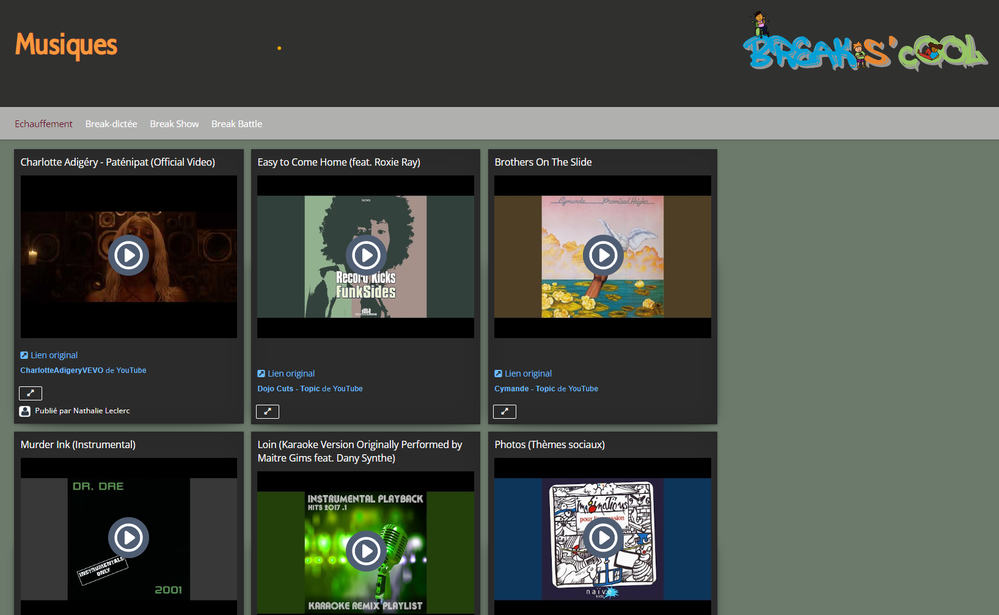 Musiques
BREAK'S'COOL
Echauffement Break-dictée Break Show Break Battle
Charlotte Adigéry - Paténipat (Official Video)
Lien original
CharlotteAdigeryVEVO de YouTube
Publié par Nathalie Leclerc
Easy to Come Home (feat. Roxie Ray)
Record Kicks
FunkSides
Lien original
Dojo Cuts - Topic de YouTube
Brothers On The Slide
Cymande Promised Heights
Lien original
Cymande - Topic de YouTube
Murder Ink (Instrumental)
DR. DRE
INSTRUMENTALS
ONLY
2001
Loin (Karaoke Version Originally Performed by
Maitre Gims feat. Dany Synthe)
INSTRUMENTAL PLAYBACK
HITS 2017 .1
KARAOKE REMIX PLAYLIST
Photos (Thèmes sociaux)
Imaginations
pour
naïve
kids